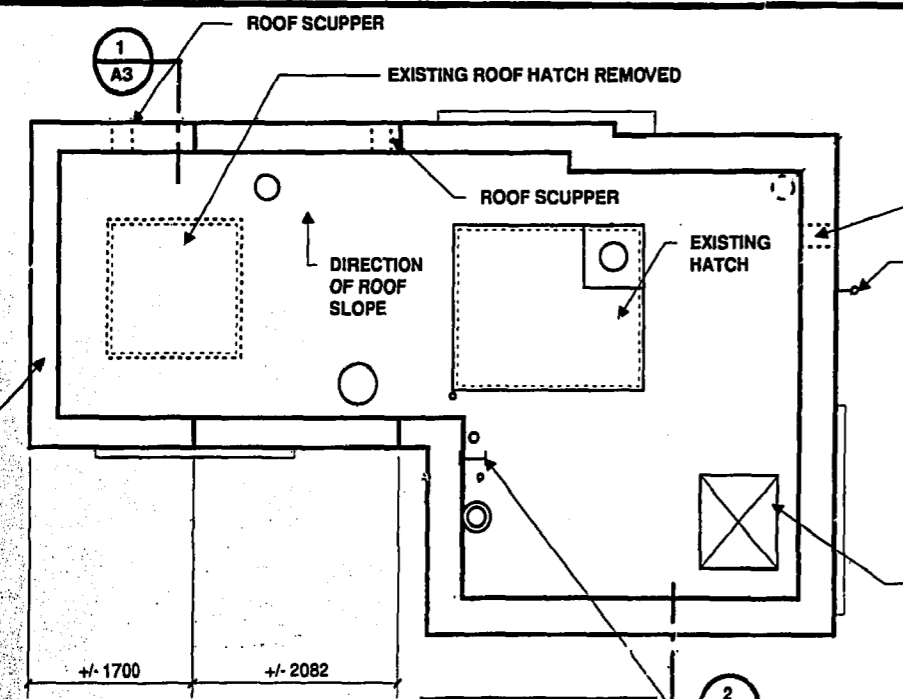 ROOF SCUPPER
1
A3
EXISTING ROOF HATCH REMOVED
ROOF SCUPPER
EXISTING
HATCH
DIRECTION
OF ROOF
SLOPE
+/- 1700
+/- 2082
2